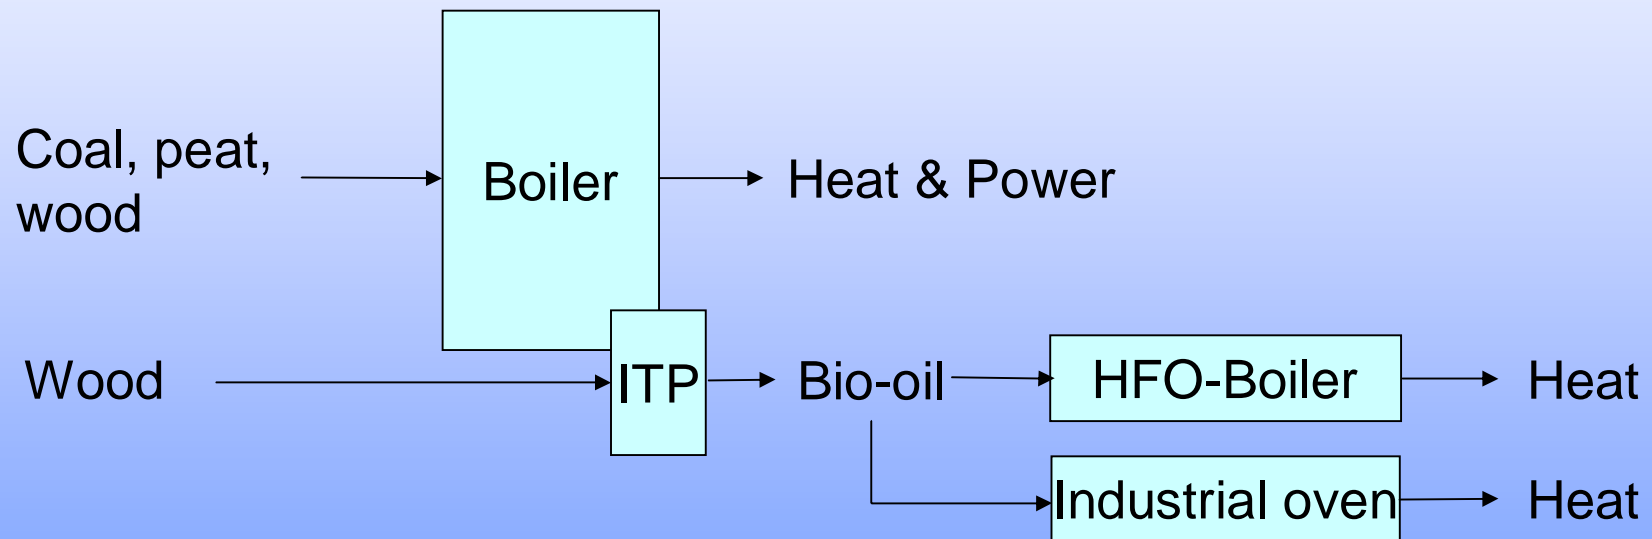 Coal, peat,
wood
Boiler
Heat & Power
Wood
ITP
Bio-oil
HFO-Boiler
Heat
Industrial oven
Heat